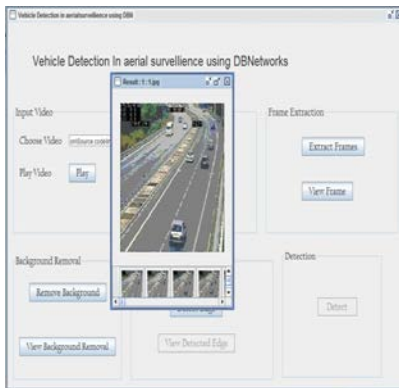 Vehicle Detection In aerialsurvellience using DBN
Vehicle Detection In aerial survellience using DBNetworks
Result : 1 : 1.jpg
Input Video
Frame Extraction
Choose Video
Extract Frames
Play Video
Play
View Frame
Background Removal
Detection
Remove Background
Detect
View Background Removal
View Detected Edge